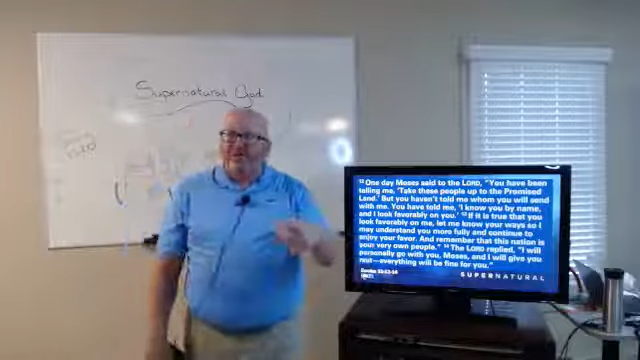 Supernatural God
12 One day Moses said to the LORD, "You have been
telling me, 'Take these people up to the Promised
Land.' But you haven't told me whom you will send
with me. You have told me, 'I know you by name,
and I look favorably on you.' 13 If it is true that you
look favorably on me, let me know your ways so I
may understand you more fully and continue to
enjoy your favor. And remember that this nation is
your very own people." 14 The LORD replied, "I will
personally go with you, Moses, and I will give you
rest—everything will be fine for you."
Exodus 33:12-14
(NLT)
SUPERNATURAL